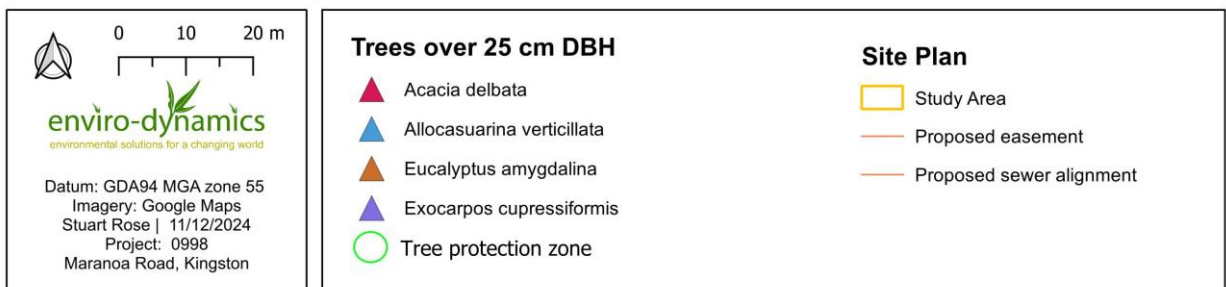 0 10 20 m
enviro-dynamics
environmental solutions for a changing world
Datum: GDA94 MGA zone 55
Imagery: Google Maps
Stuart Rose | 11/12/2024
Project: 0998
Maranoa Road, Kingston
Trees over 25 cm DBH
Acacia delbata
Allocasuarina verticillata
Eucalyptus amygdalina
Exocarpos cupressiformis
Tree protection zone
Site Plan
Study Area
Proposed easement
Proposed sewer alignment